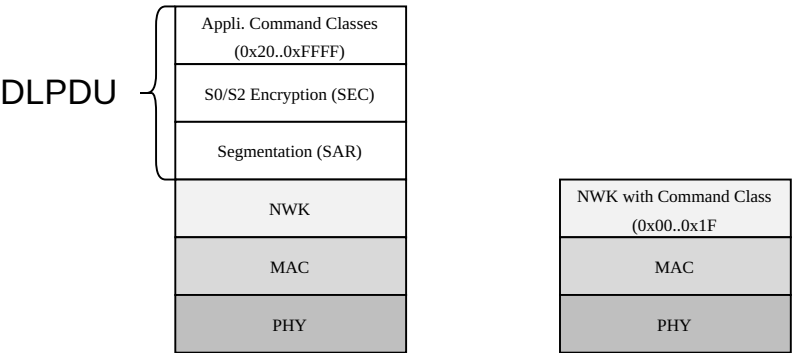 Appli. Command Classes
(0x20..0xFFFF)
DLPDU
S0/S2 Encryption (SEC)
Segmentation (SAR)
NWK
MAC
PHY
NWK with Command Class
(0x00..0x1F
MAC
PHY